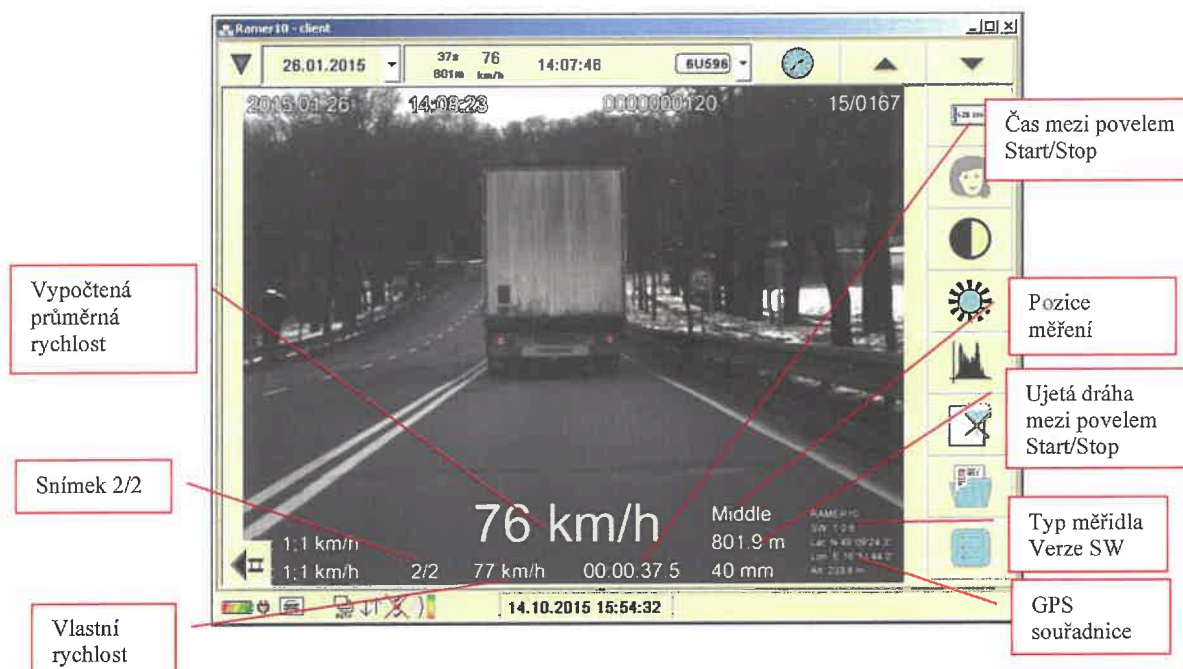 Ramer10 - client
26.01.2015
37s 76
801m km/h
14:07:46
6U596
2015.01.26 14:08:23 0000000120 15/0167
Čas mezi povelem
Start/Stop
Vypočtená
průměrná
rychlost
Pozice
měření
Ujetá dráha
mezi povelem
Start/Stop
Snímek 2/2
76 km/h
Middle
RAMER10
1;1 km/h
801.9 m
1;1 km/h 2/2 77 km/h 00:00:37.5 40 mm
Typ měřidla
Verze SW
14.10.2015 15:54:32
GPS
souřadnice
Vlastní
rychlost